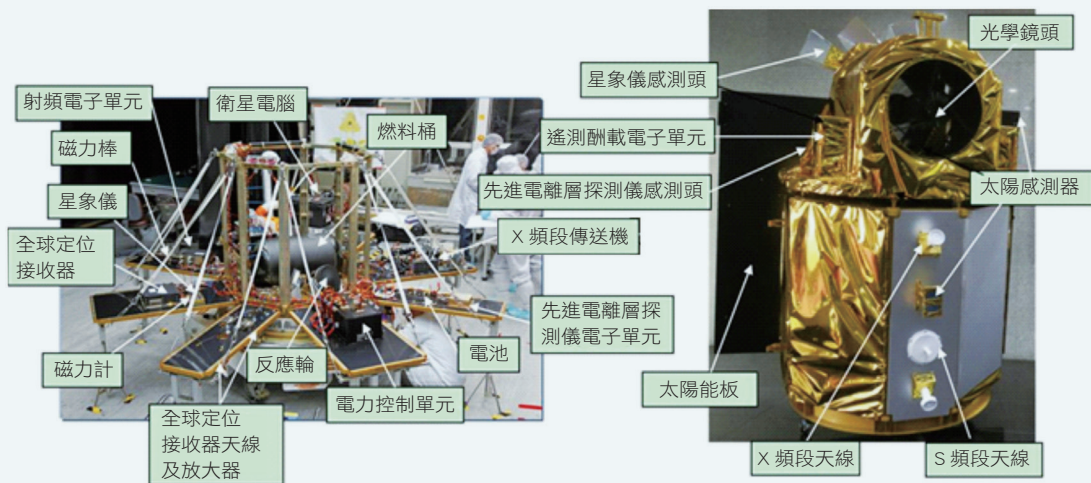 射頻電子單元
衛星電腦
燃料桶
磁力棒
星象儀
全球定位
接收器
X 頻段傳送機
先進電離層探
測儀電子單元
磁力計
反應輪
電池
電力控制單元
全球定位
接收器天線
及放大器
光學鏡頭
星象儀感測頭
遙測酬載電子單元
先進電離層探測儀感測頭
太陽感測器
太陽能板
X 頻段天線
S 頻段天線